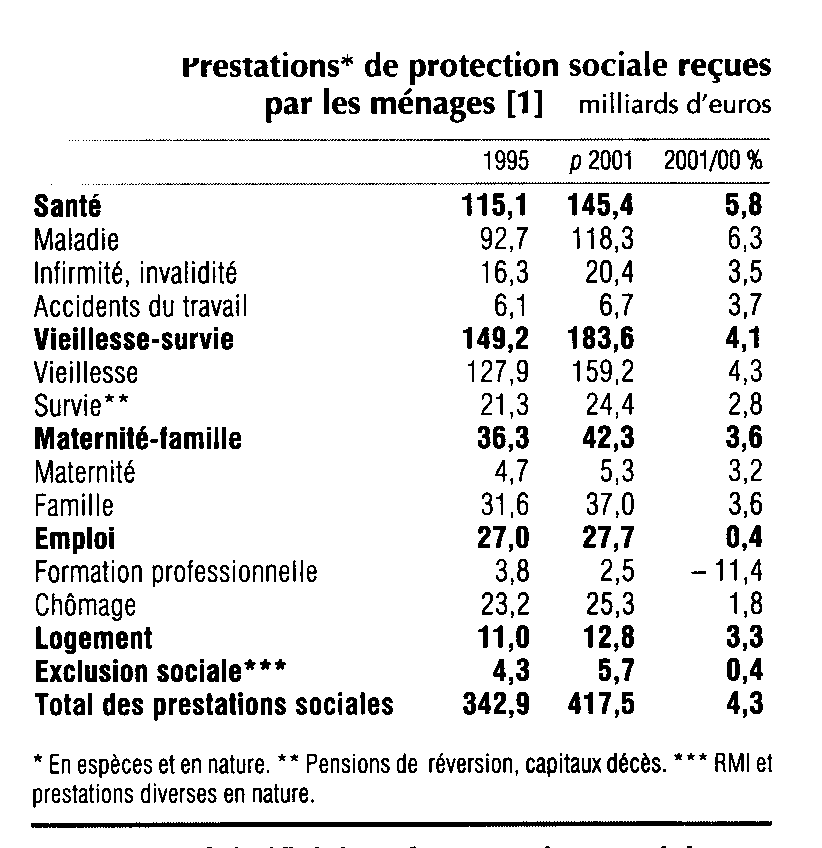 Prestations* de protection sociale reçues
par les ménages [1] milliards d'euros
1995 p 2001 2001/00 %
Santé 115,1 145,4 5,8
Maladie 92,7 118,3 6,3
Infirmité, invalidité 16,3 20,4 3,5
Accidents du travail 6,1 6,7 3,7
Vieillesse-survie 149,2 183,6 4,1
Vieillesse 127,9 159,2 4,3
Survie** 21,3 24,4 2,8
Maternité-famille 36,3 42,3 3,6
Maternité 4,7 5,3 3,2
Famille 31,6 37,0 3,6
Emploi 27,0 27,7 0,4
Formation professionnelle 3,8 2,5 – 11,4
Chômage 23,2 25,3 1,8
Logement 11,0 12,8 3,3
Exclusion sociale*** 4,3 5,7 0,4
Total des prestations sociales 342,9 417,5 4,3
* En espèces et en nature. ** Pensions de réversion, capitaux décès. *** RMI et
prestations diverses en nature.